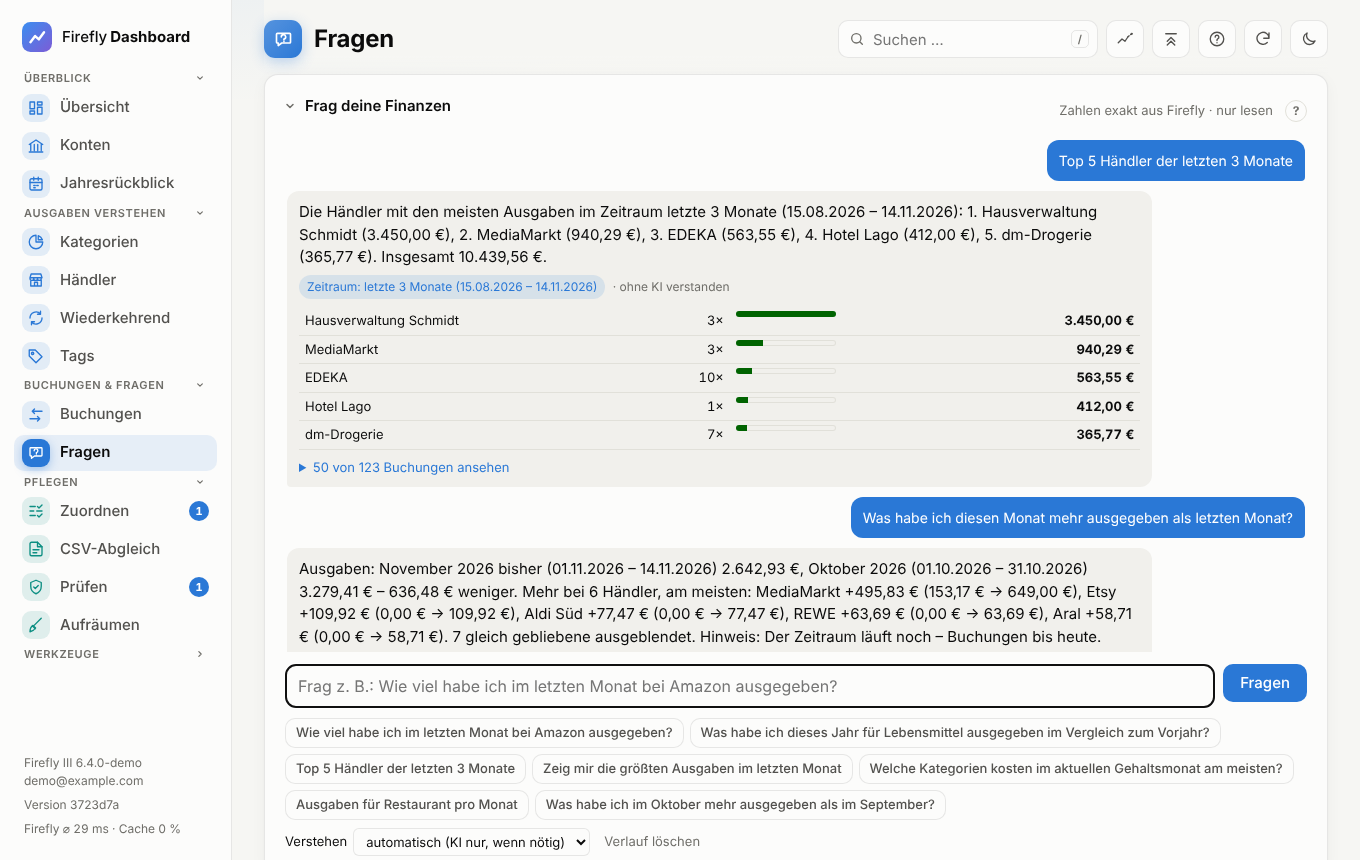 Firefly Dashboard
ÜBERBLICK
Übersicht
Konten
Jahresrückblick
AUSGABEN VERSTEHEN
Kategorien
Händler
Wiederkehrend
Tags
BUCHUNGEN & FRAGEN
Buchungen
Fragen
PFLEGEN
Zuordnen 1
CSV-Abgleich
Prüfen 1
Aufräumen
WERKZEUGE
Firefly III 6.4.0-demo
demo@example.com
Version 3723d7a
Firefly ⌀ 29 ms · Cache 0 %
Fragen
Suchen … /
Frag deine Finanzen
Zahlen exakt aus Firefly · nur lesen ?
Top 5 Händler der letzten 3 Monate
Die Händler mit den meisten Ausgaben im Zeitraum letzte 3 Monate (15.08.2026 – 14.11.2026): 1. Hausverwaltung
Schmidt (3.450,00 €), 2. MediaMarkt (940,29 €), 3. EDEKA (563,55 €), 4. Hotel Lago (412,00 €), 5. dm-Drogerie
(365,77 €). Insgesamt 10.439,56 €.
Zeitraum: letzte 3 Monate (15.08.2026 – 14.11.2026) · ohne KI verstanden
Hausverwaltung Schmidt 3× 3.450,00 €
MediaMarkt 3× 940,29 €
EDEKA 10× 563,55 €
Hotel Lago 1× 412,00 €
dm-Drogerie 7× 365,77 €
▶ 50 von 123 Buchungen ansehen
Was habe ich diesen Monat mehr ausgegeben als letzten Monat?
Ausgaben: November 2026 bisher (01.11.2026 – 14.11.2026) 2.642,93 €, Oktober 2026 (01.10.2026 – 31.10.2026)
3.279,41 € – 636,48 € weniger. Mehr bei 6 Händler, am meisten: MediaMarkt +495,83 € (153,17 € → 649,00 €), Etsy
+109,92 € (0,00 € → 109,92 €), Aldi Süd +77,47 € (0,00 € → 77,47 €), REWE +63,69 € (0,00 € → 63,69 €), Aral +58,71
€ (0,00 € → 58,71 €). 7 gleich gebliebene ausgeblendet. Hinweis: Der Zeitraum läuft noch – Buchungen bis heute.
Frag z. B.: Wie viel habe ich im letzten Monat bei Amazon ausgegeben?
Fragen
Wie viel habe ich im letzten Monat bei Amazon ausgegeben?
Was habe ich dieses Jahr für Lebensmittel ausgegeben im Vergleich zum Vorjahr?
Top 5 Händler der letzten 3 Monate
Zeig mir die größten Ausgaben im letzten Monat
Welche Kategorien kosten im aktuellen Gehaltsmonat am meisten?
Ausgaben für Restaurant pro Monat
Was habe ich im Oktober mehr ausgegeben als im September?
Verstehen automatisch (KI nur, wenn nötig) Verlauf löschen